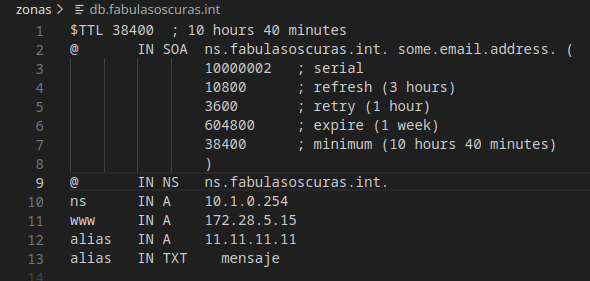 zonas > db.fabulasoscuras.int
1 $TTL 38400 ; 10 hours 40 minutes
2 @ IN SOA ns.fabulasoscuras.int. some.email.address. (
3 10000002 ; serial
4 10800 ; refresh (3 hours)
5 3600 ; retry (1 hour)
6 604800 ; expire (1 week)
7 38400 ; minimum (10 hours 40 minutes)
8 )
9 @ IN NS ns.fabulasoscuras.int.
10 ns IN A 10.1.0.254
11 www IN A 172.28.5.15
12 alias IN A 11.11.11.11
13 alias IN TXT mensaje
14